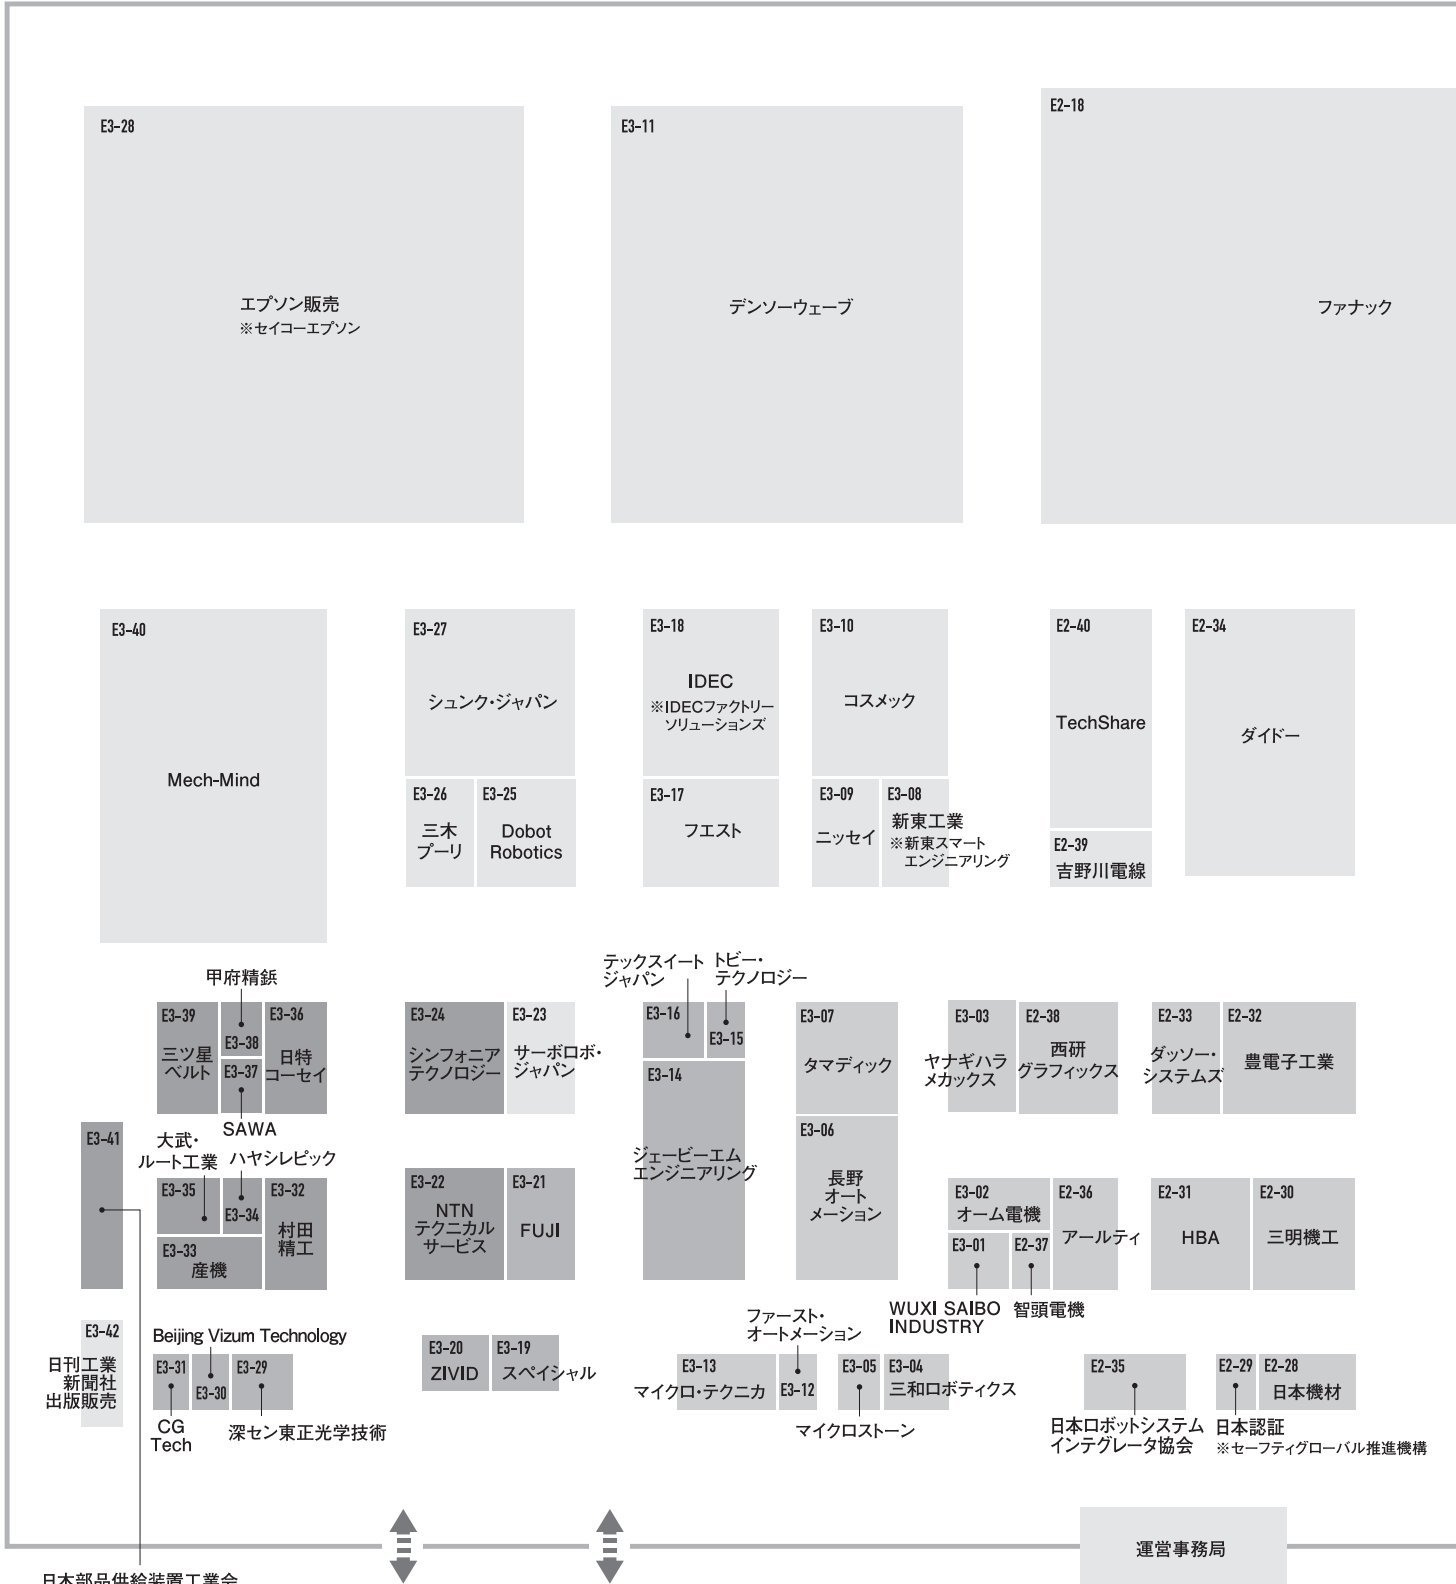 E3-28
エプソン販売
※セイコーエプソン
E3-11
デンソーウェーブ
E2-18
ファナック
E3-40
Mech-Mind
E3-27
シュンク・ジャパン
E3-26
三木
プーリ
E3-25
Dobot
Robotics
E3-18
IDEC
※IDECファクトリー
ソリューションズ
E3-17
フエスト
E3-10
コスメック
E3-09
ニッセイ
E3-08
新東工業
※新東スマート
エンジニアリング
E2-40
TechShare
E2-39
吉野川電線
E2-34
ダイドー
甲府精鋲
E3-39
三ツ星
ベルト
E3-38
E3-37
SAWA
E3-36
日特
コーセイ
E3-24
シンフォニア
テクノロジー
E3-23
サーボロボ・
ジャパン
テックスイート
ジャパン
E3-16
トビー・
テクノロジー
E3-15
E3-14
ジェービーエム
エンジニアリング
E3-07
タマディック
E3-06
長野
オート
メーション
E3-03
ヤナギハラ
メカックス
E2-38
西研
グラフィックス
E2-33
ダッソー・
システムズ
E2-32
豊電子工業
E3-41
大武・
ルート工業
ハヤシレピック
E3-35
E3-34
E3-32
村田
精工
E3-33
産機
E3-22
NTN
テクニカル
サービス
E3-21
FUJI
E3-02
オーム電機
E3-01
WUXI SAIBO
INDUSTRY
E2-37
智頭電機
E2-36
アールティ
E2-31
HBA
E2-30
三明機工
E3-42
日刊工業
新聞社
出版販売
Beijing Vizum Technology
E3-31
CG
Tech
E3-30
E3-29
深セン東正光学技術
E3-20
ZIVID
E3-19
スペイシャル
ファースト・
オートメーション
E3-13
マイクロ・テクニカ
E3-12
E3-05
マイクロストーン
E3-04
三和ロボティクス
E2-35
日本ロボットシステム
インテグレータ協会
E2-29
日本認証
※セーフティグローバル推進機構
E2-28
日本機材
運営事務局
日本部品供給装置工業会